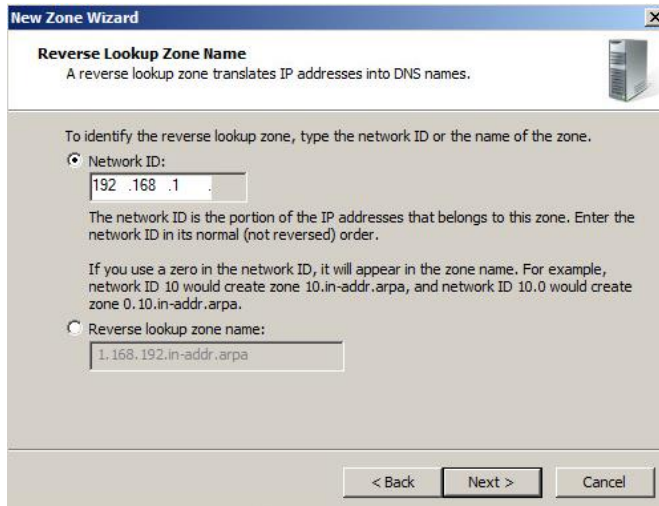 New Zone Wizard
Reverse Lookup Zone Name
A reverse lookup zone translates IP addresses into DNS names.
To identify the reverse lookup zone, type the network ID or the name of the zone.
Network ID:
192 .168 .1 .
The network ID is the portion of the IP addresses that belongs to this zone. Enter the
network ID in its normal (not reversed) order.
If you use a zero in the network ID, it will appear in the zone name. For example,
network ID 10 would create zone 10.in-addr.arpa, and network ID 10.0 would create
zone 0.10.in-addr.arpa.
Reverse lookup zone name:
1.168.192.in-addr.arpa
< Back Next > Cancel